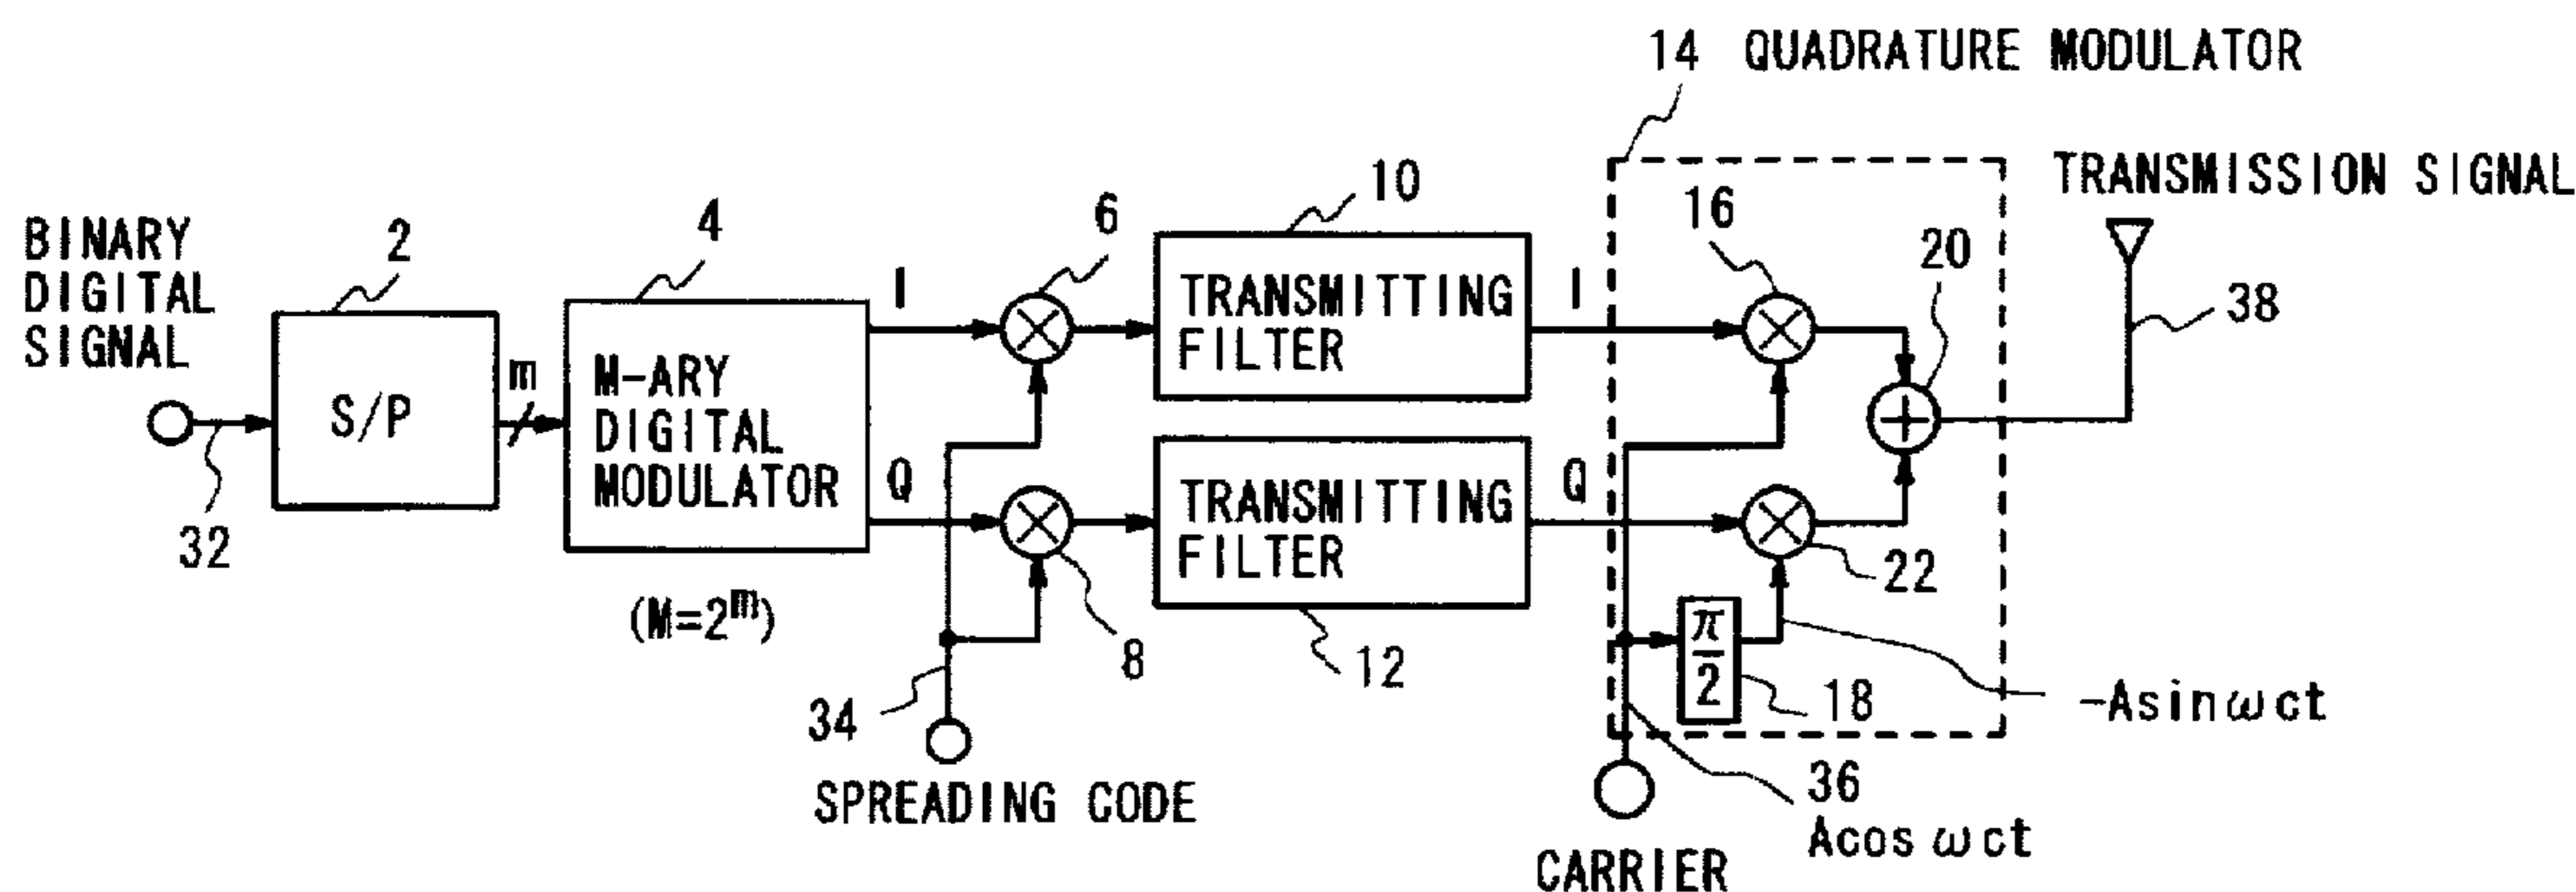 14 QUADRATURE MODULATOR
TRANSMISSION SIGNAL
BINARY
DIGITAL
SIGNAL
2
4
6
10
16
20
38
32
S/P
m
M-ARY
DIGITAL
MODULATOR
(M=2^m)
I
Q
TRANSMITTING
FILTER
I
TRANSMITTING
FILTER
Q
8
12
22
π
2
18
-Asinωct
34
SPREADING CODE
36
Acosωct
CARRIER